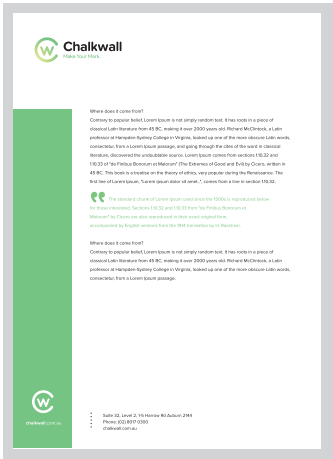 Chalkwall
Make Your Mark.
Where does it come from?
Contrary to popular belief, Lorem Ipsum is not simply random text. It has roots in a piece of
classical Latin literature from 45 BC, making it over 2000 years old. Richard McClintock, a Latin
professor at Hampden-Sydney College in Virginia, looked up one of the more obscure Latin words,
consectetur, from a Lorem Ipsum passage, and going through the cites of the word in classical
literature, discovered the undoubtable source. Lorem Ipsum comes from sections 1.10.32 and
1.10.33 of "de Finibus Bonorum et Malorum" (The Extremes of Good and Evil) by Cicero, written in
45 BC. This book is a treatise on the theory of ethics, very popular during the Renaissance. The
first line of Lorem Ipsum, "Lorem ipsum dolor sit amet..", comes from a line in section 1.10.32.
The standard chunk of Lorem Ipsum used since the 1500s is reproduced below
for those interested. Sections 1.10.32 and 1.10.33 from "de Finibus Bonorum et
Malorum" by Cicero are also reproduced in their exact original form,
accompanied by English versions from the 1914 translation by H. Rackham.
Where does it come from?
Contrary to popular belief, Lorem Ipsum is not simply random text. It has roots in a piece of
classical Latin literature from 45 BC, making it over 2000 years old. Richard McClintock, a Latin
professor at Hampden-Sydney College in Virginia, looked up one of the more obscure Latin words,
consectetur, from a Lorem Ipsum passage.
chalkwall.com.au
Suite 32, Level 2, 1-5 Harrow Rd Auburn 2144
Phone: (02) 8017 0300
chalkwall.com.au